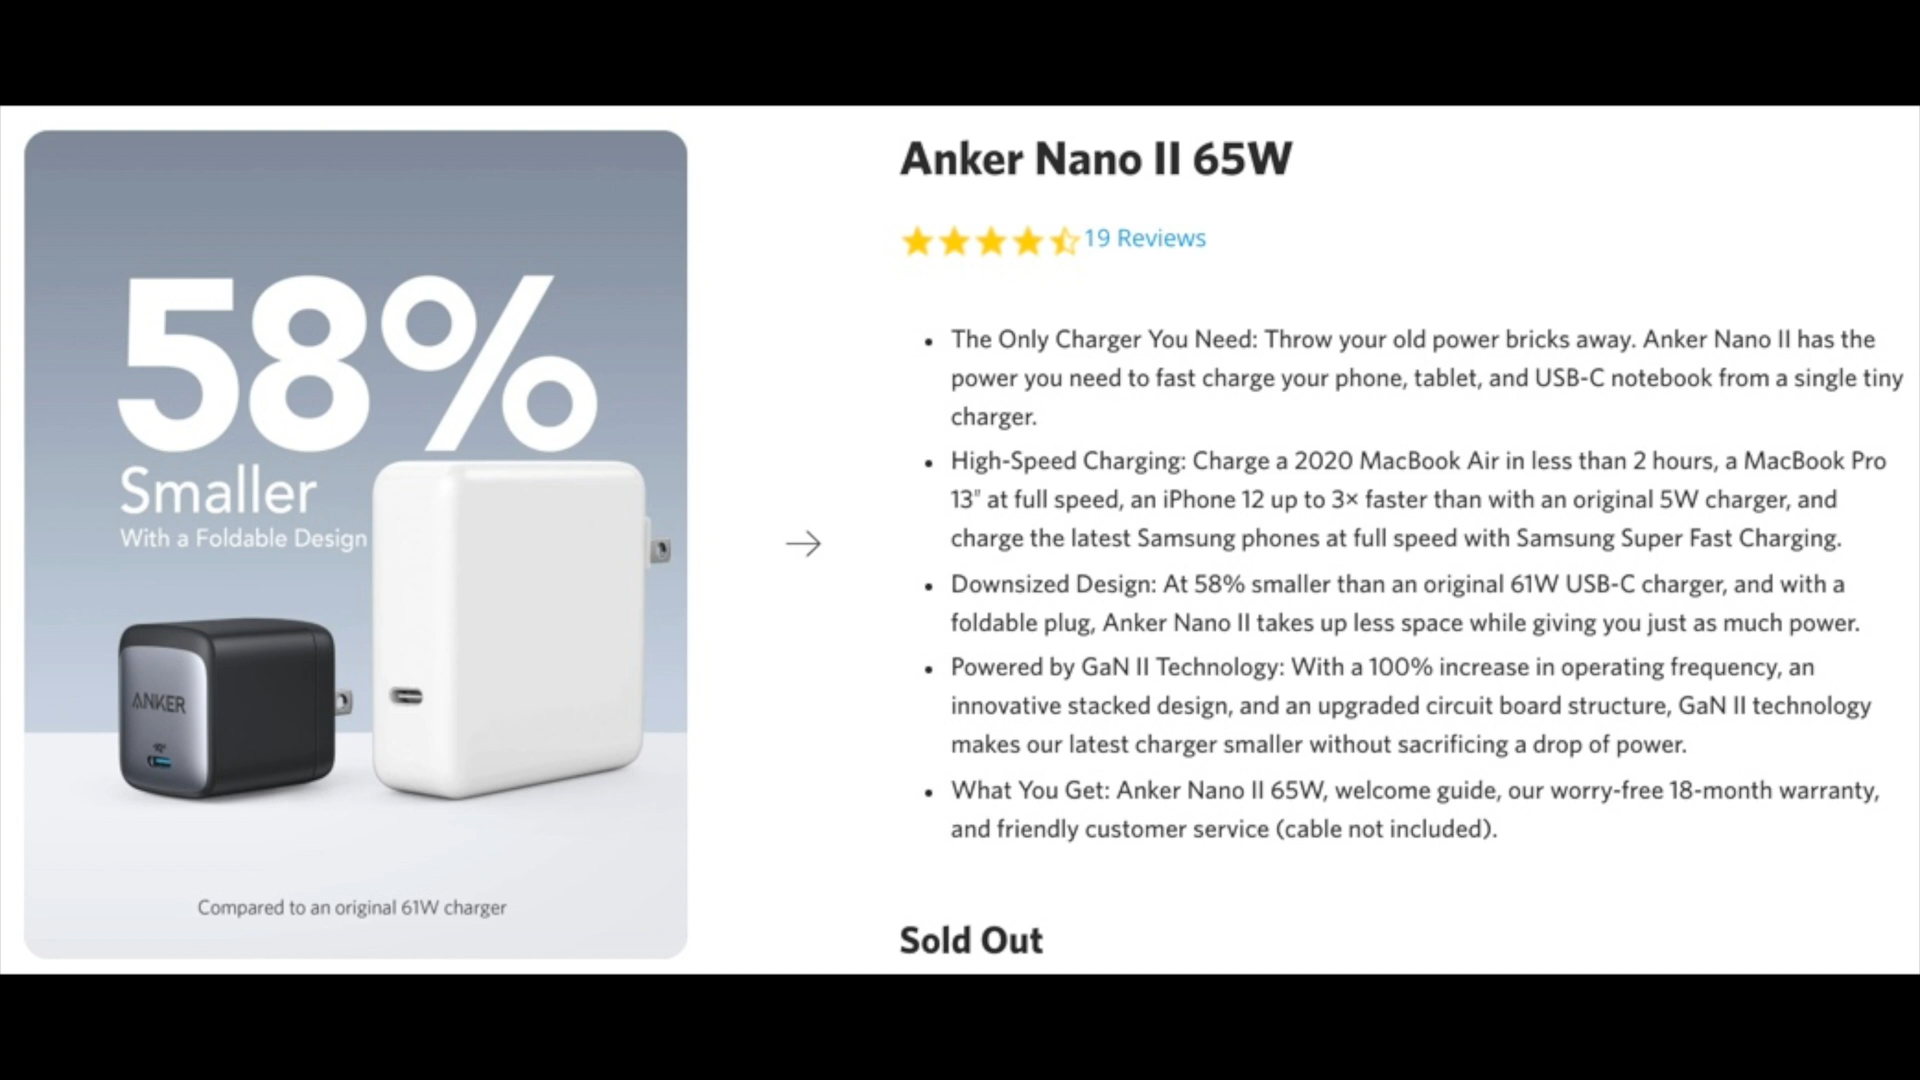 58%
Smaller
With a Foldable Design
ANKER
Compared to an original 61W charger
Anker Nano II 65W
19 Reviews
• The Only Charger You Need: Throw your old power bricks away. Anker Nano II has the
power you need to fast charge your phone, tablet, and USB-C notebook from a single tiny
charger.
• High-Speed Charging: Charge a 2020 MacBook Air in less than 2 hours, a MacBook Pro
13" at full speed, an iPhone 12 up to 3× faster than with an original 5W charger, and
charge the latest Samsung phones at full speed with Samsung Super Fast Charging.
• Downsized Design: At 58% smaller than an original 61W USB-C charger, and with a
foldable plug, Anker Nano II takes up less space while giving you just as much power.
• Powered by GaN II Technology: With a 100% increase in operating frequency, an
innovative stacked design, and an upgraded circuit board structure, GaN II technology
makes our latest charger smaller without sacrificing a drop of power.
• What You Get: Anker Nano II 65W, welcome guide, our worry-free 18-month warranty,
and friendly customer service (cable not included).
Sold Out